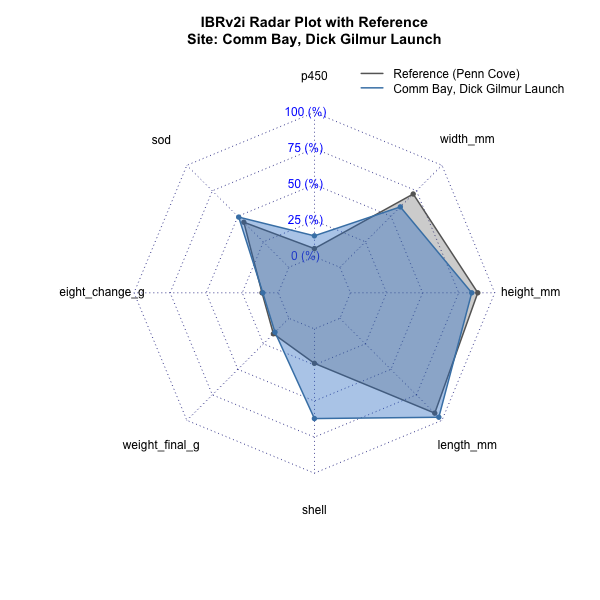 IBRv2i Radar Plot with Reference
Site: Comm Bay, Dick Gilmur Launch
p450
Reference (Penn Cove)
Comm Bay, Dick Gilmur Launch
100 (%)
sod
width_mm
75 (%)
50 (%)
25 (%)
0 (%)
eight_change_g
height_mm
weight_final_g
length_mm
shell